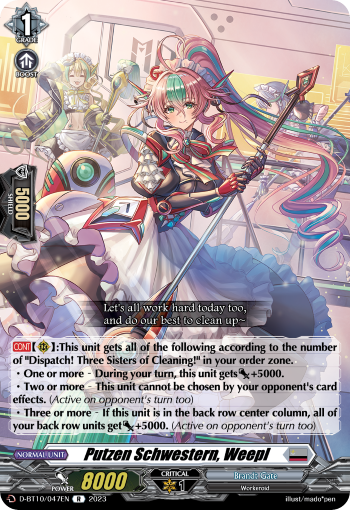 1
GRADE
BOOST
5000
SHIELD
Let's all work hard today too,
and do our best to clean up~
CONT :This unit gets all of the following according to the number
of "Dispatch! Three Sisters of Cleaning!" in your order zone.
・One or more - During your turn, this unit gets +5000.
・Two or more - This unit cannot be chosen by your opponent's card
effects. (Active on opponent's turn too)
・Three or more - If this unit is in the back row center column, all of
your back row units get +5000. (Active on opponent's turn too)
NORMAL UNIT
Putzen Schwestern, Weepl
POWER 8000
CRITICAL
1
Brandt Gate
Workeroid
D-BT10/047EN R 2023
illust/mado*pen